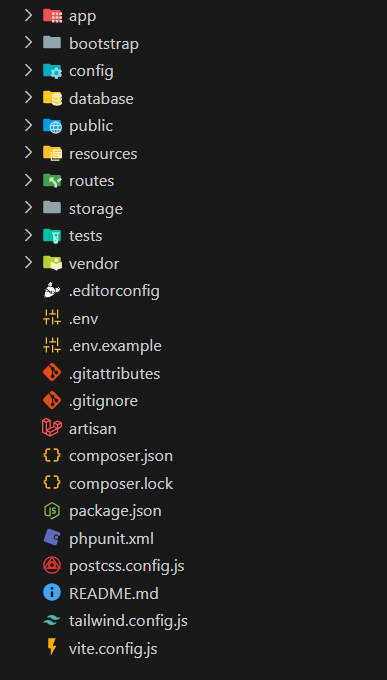 app
bootstrap
config
database
public
resources
routes
storage
tests
vendor
.editorconfig
.env
.env.example
.gitattributes
.gitignore
artisan
composer.json
composer.lock
package.json
phpunit.xml
postcss.config.js
README.md
tailwind.config.js
vite.config.js